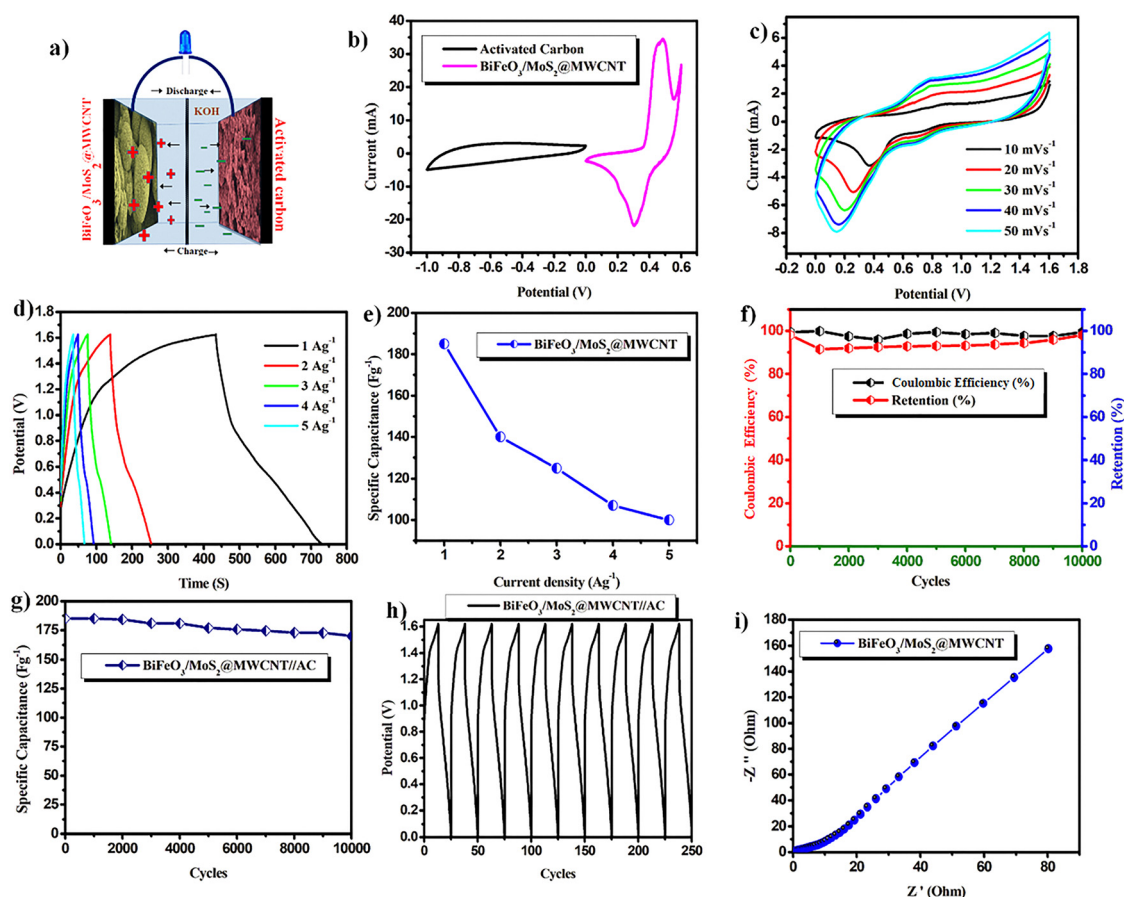 a)
← Discharge →
KOH
BiFeO₃/MoS₂@MWCNT
Activated carbon
← Charge →
b)
Activated Carbon
BiFeO₃/MoS₂@MWCNT
Current (mA)
40
30
20
10
0
-10
-20
-30
-1.0 -0.8 -0.6 -0.4 -0.2 0.0 0.2 0.4 0.6
Potential (V)
c)
Current (mA)
6
4
2
0
-2
-4
-6
-8
10 mVs⁻¹
20 mVs⁻¹
30 mVs⁻¹
40 mVs⁻¹
50 mVs⁻¹
-0.2 0.0 0.2 0.4 0.6 0.8 1.0 1.2 1.4 1.6 1.8
Potential (V)
d)
Potential (V)
1.8
1.6
1.4
1.2
1.0
0.8
0.6
0.4
0.2
0.0
1 Ag⁻¹
2 Ag⁻¹
3 Ag⁻¹
4 Ag⁻¹
5 Ag⁻¹
0 100 200 300 400 500 600 700 800
Time (S)
e)
BiFeO₃/MoS₂@MWCNT
Specific Capacitance (Fg⁻¹)
200
180
160
140
120
100
1 2 3 4 5
Current density (Ag⁻¹)
f)
Coulombic Efficiency (%)
100
80
60
40
20
0
Coulombic Efficiency (%)
Retention (%)
100
80
60
40
20
0
Retention (%)
0 2000 4000 6000 8000 10000
Cycles
g)
Specific Capacitance (Fg⁻¹)
200
175
150
125
100
75
50
25
0
BiFeO₃/MoS₂@MWCNT//AC
0 2000 4000 6000 8000 10000
Cycles
h)
BiFeO₃/MoS₂@MWCNT//AC
Potential (V)
1.6
1.4
1.2
1.0
0.8
0.6
0.4
0.2
0.0
0 50 100 150 200 250
Cycles
i)
BiFeO₃/MoS₂@MWCNT
-Z'' (Ohm)
-180
160
140
120
100
80
60
40
20
0
0 20 40 60 80
Z' (Ohm)